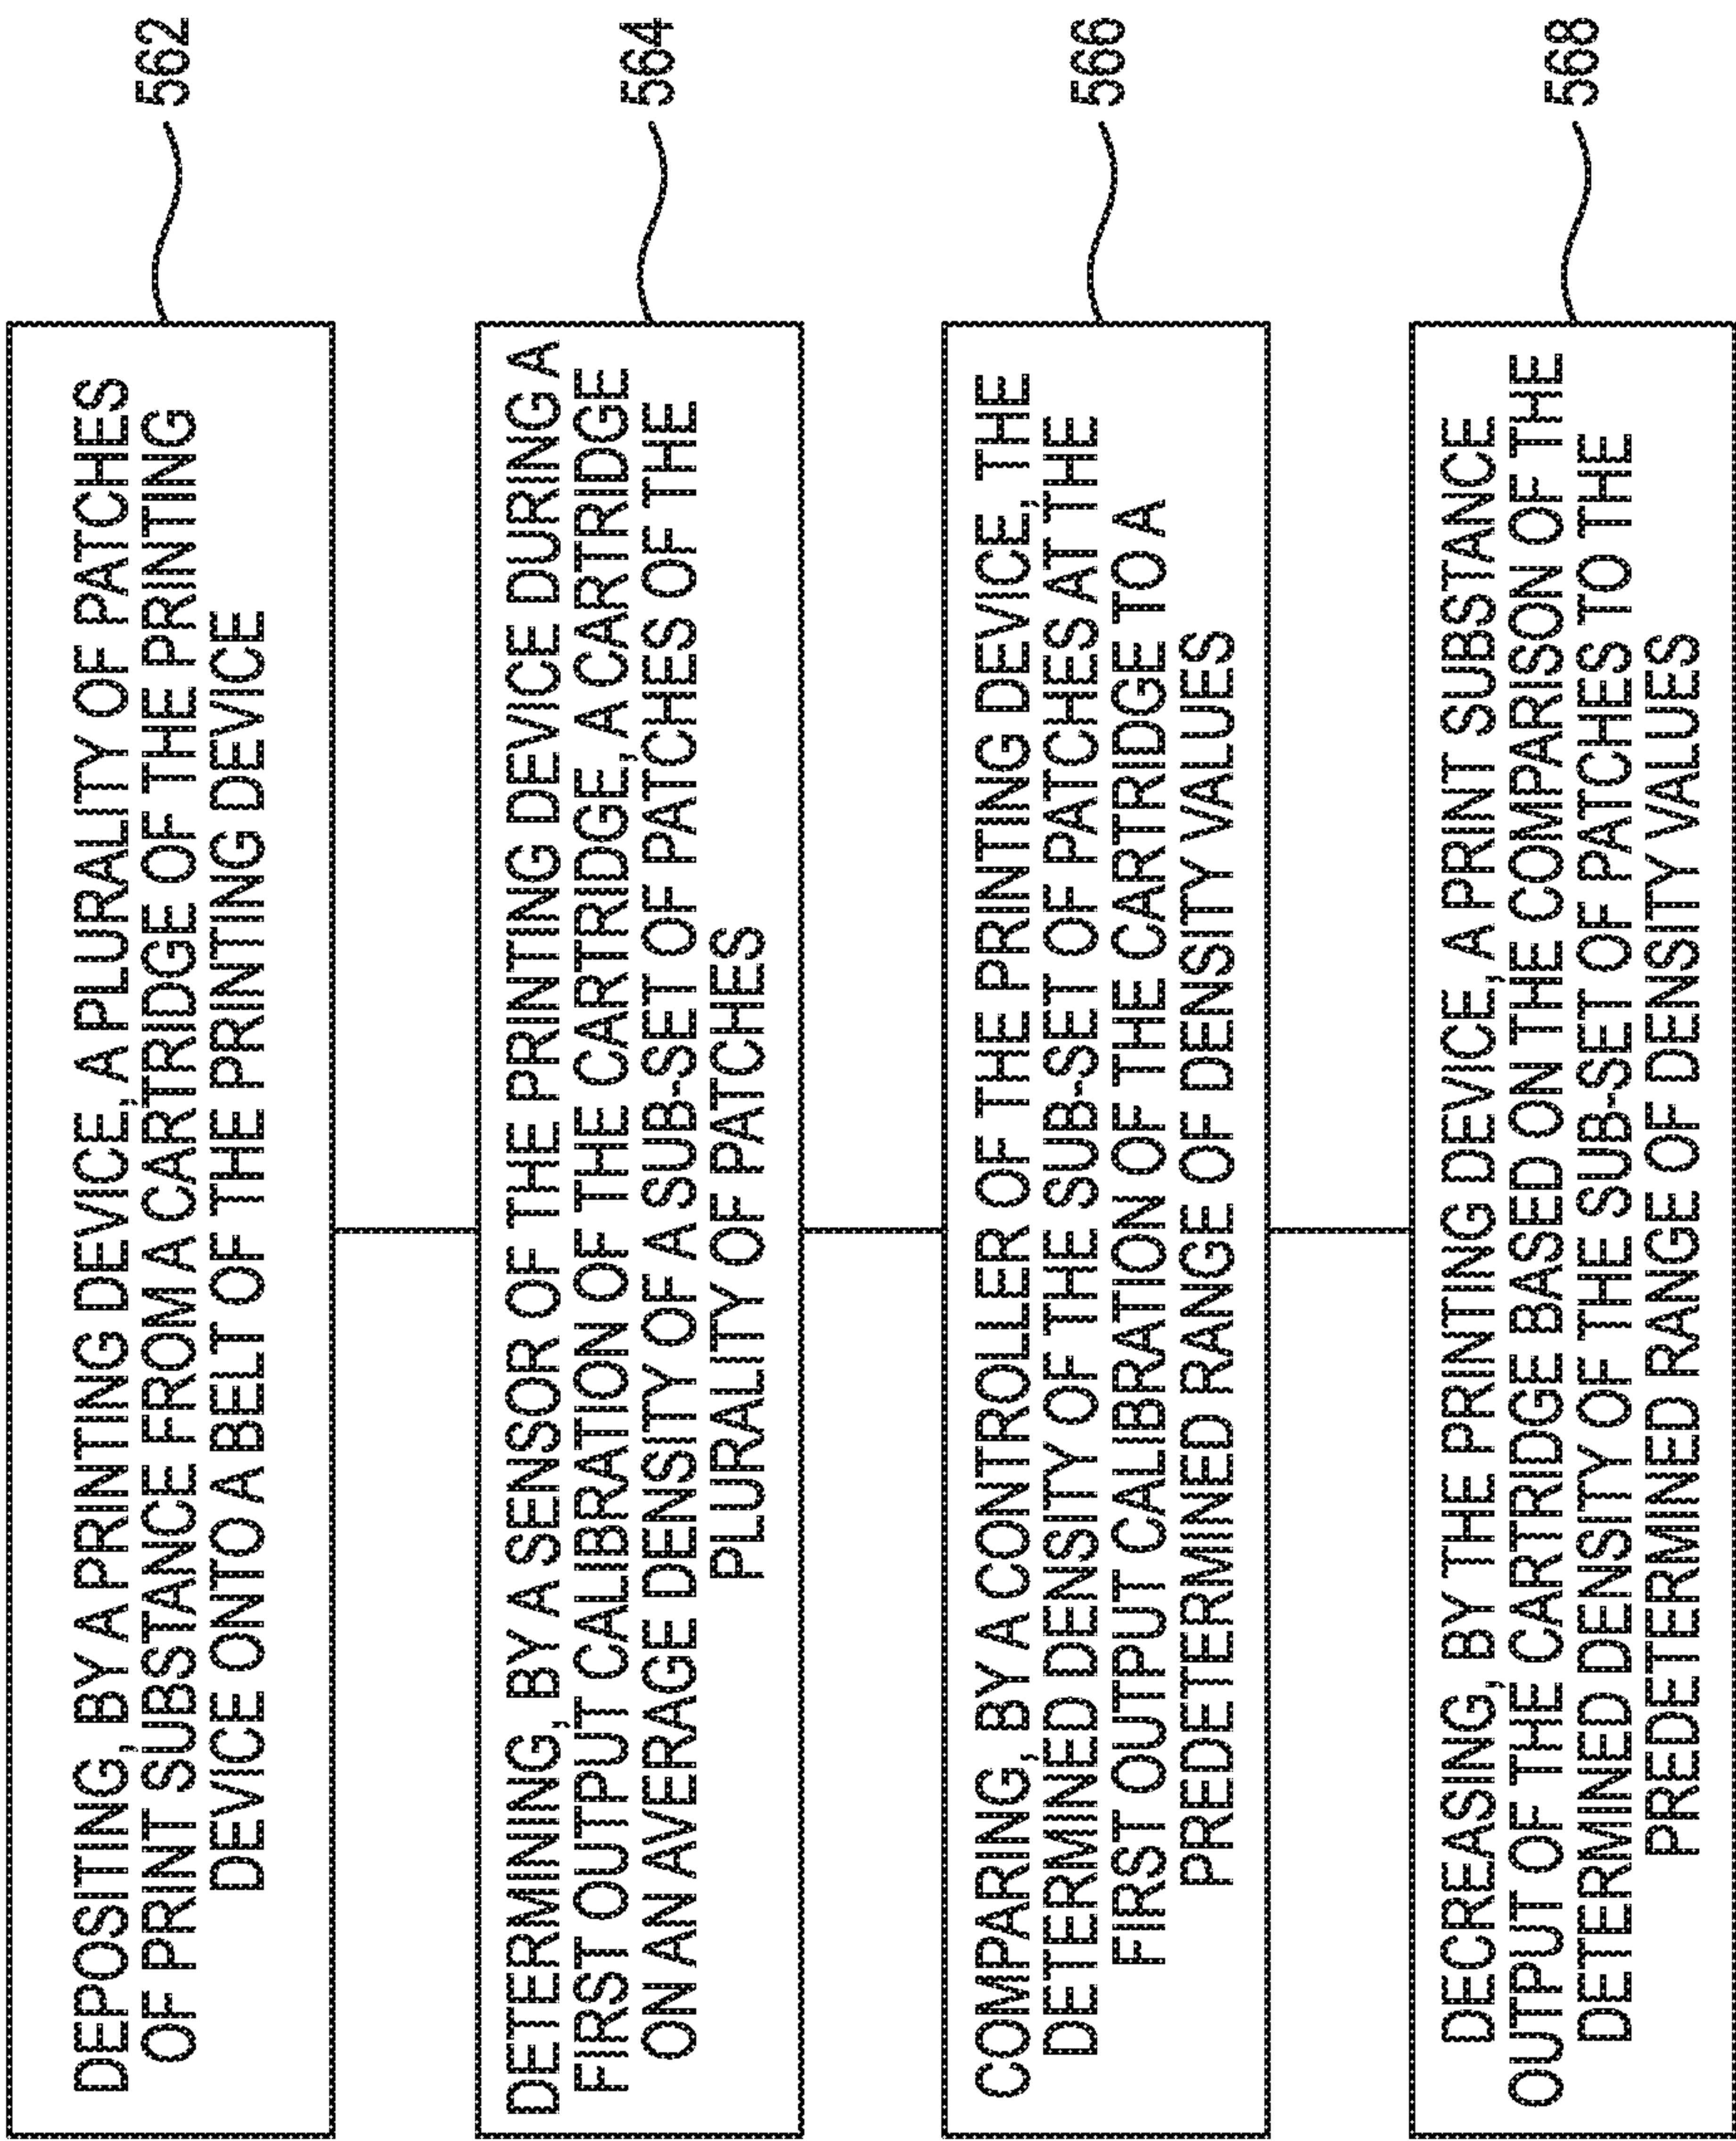 DEPOSITING, BY A PRINTING DEVICE, A PLURALITY OF PATCHES
OF PRINT SUBSTANCE FROM A CARTRIDGE OF THE PRINTING
DEVICE ONTO A BELT OF THE PRINTING DEVICE
562
DETERMINING, BY A SENSOR OF THE PRINTING DEVICE DURING A
FIRST OUTPUT CALIBRATION OF THE CARTRIDGE, A CARTRIDGE
ON AN AVERAGE DENSITY OF A SUB-SET OF PATCHES OF THE
PLURALITY OF PATCHES
564
COMPARING, BY A CONTROLLER OF THE PRINTING DEVICE, THE
DETERMINED DENSITY OF THE SUB-SET OF PATCHES AT THE
FIRST OUTPUT CALIBRATION OF THE CARTRIDGE TO A
PREDETERMINED RANGE OF DENSITY VALUES
566
DECREASING, BY THE PRINTING DEVICE, A PRINT SUBSTANCE
OUTPUT OF THE CARTRIDGE BASED ON THE COMPARISON OF THE
DETERMINED DENSITY OF THE SUB-SET OF PATCHES TO THE
PREDETERMINED RANGE OF DENSITY VALUES
568